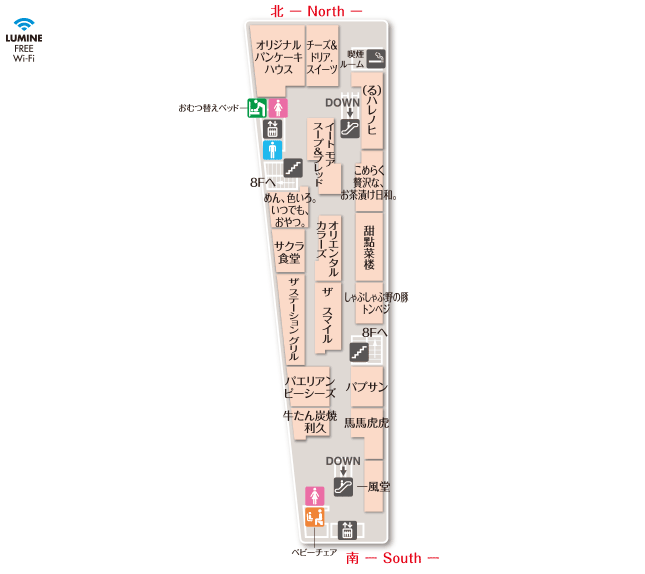 北 ― North ―
LUMINE
FREE
Wi-Fi
オリジナル
パンケーキ
ハウス
チーズ&
ドリア.
スイーツ
喫煙
ルーム
おむつ替えベッド
DOWN
(る)ハレノヒ
イートモア
スープ&ブレッド
8Fへ
こめらく
贅沢な、
お茶漬け日和。
めん、色いろ。
いつでも、
おやつ。
オリエンタル
カラーズ
甜點菜楼
サクラ
食堂
ザ ステーショングリル
ザ スマイル
しゃぶしゃぶ野の豚
トンベジ
8Fへ
パエリアン
ビーシーズ
パプサン
牛たん炭焼
利久
馬馬虎虎
DOWN
一風堂
ベビーチェア
南 ― South ―